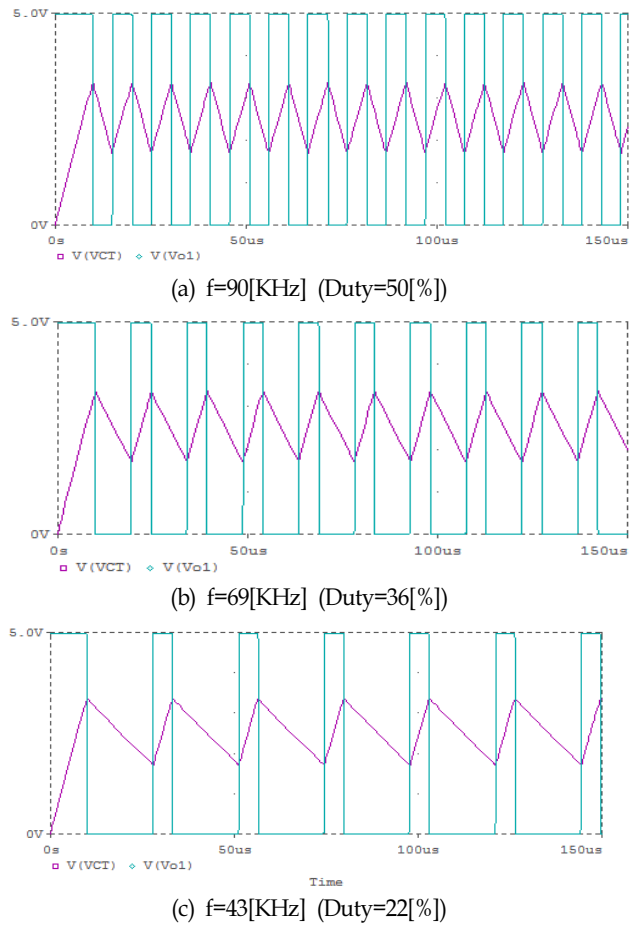 5.0V
0V
0s 50us 100us 150us
V(VCT) V(Vo1)
(a) f=90[KHz] (Duty=50[%])
5.0V
0V
0s 50us 100us 150us
V(VCT) V(Vo1)
(b) f=69[KHz] (Duty=36[%])
5.0V
0V
0s 50us 100us 150us
V(VCT) V(Vo1)
Time
(c) f=43[KHz] (Duty=22[%])